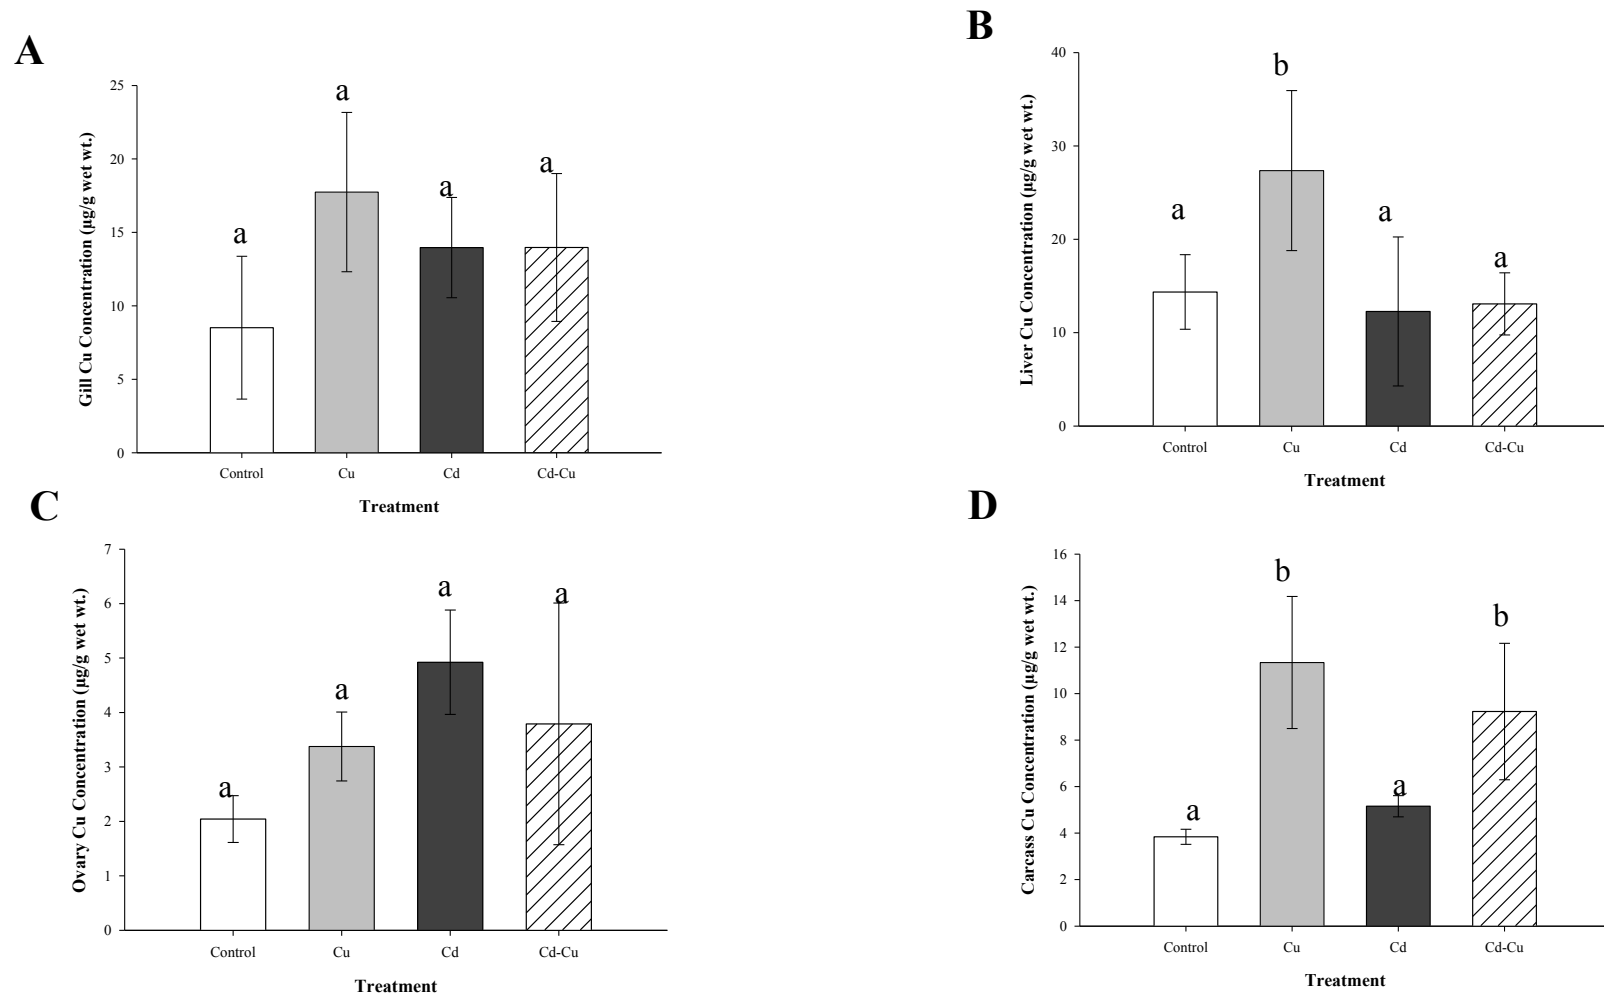 A
Gill Cu Concentration (µg/g wet wt.)
25
20
15
10
5
0
a
a
a
a
Control
Cu
Cd
Cd-Cu
Treatment
B
Liver Cu Concentration (µg/g wet wt.)
40
30
20
10
0
a
b
a
a
Control
Cu
Cd
Cd-Cu
Treatment
C
Ovary Cu Concentration (µg/g wet wt.)
7
6
5
4
3
2
1
0
a
a
a
a
Control
Cu
Cd
Cd-Cu
Treatment
D
Carcass Cu Concentration (µg/g wet wt.)
16
14
12
10
8
6
4
2
0
a
b
a
b
Control
Cu
Cd
Cd-Cu
Treatment